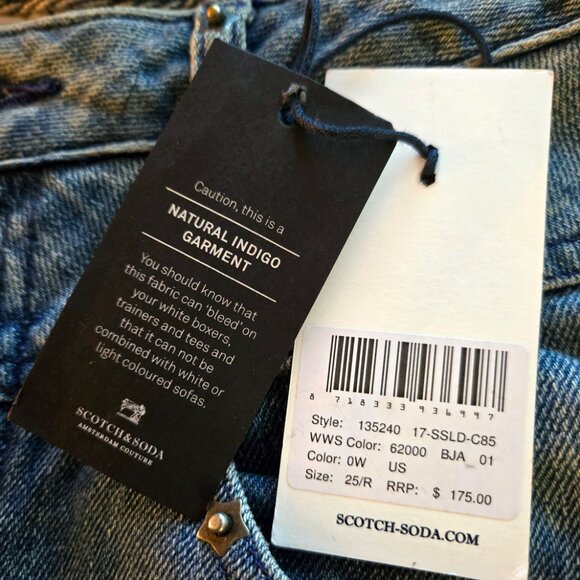 Caution, this is a
NATURAL INDIGO
GARMENT
You should know that
this fabric can 'bleed' on
your white boxers,
trainers and tees and
that it can not be
combined with white or
light coloured sofas.
SCOTCH & SODA
AMSTERDAM COUTURE
8 718333 936997
Style: 135240 17-SSLD-C85
WWS Color: 62000 BJA 01
Color: 0W US
Size: 25/R RRP: $ 175.00
SCOTCH-SODA.COM